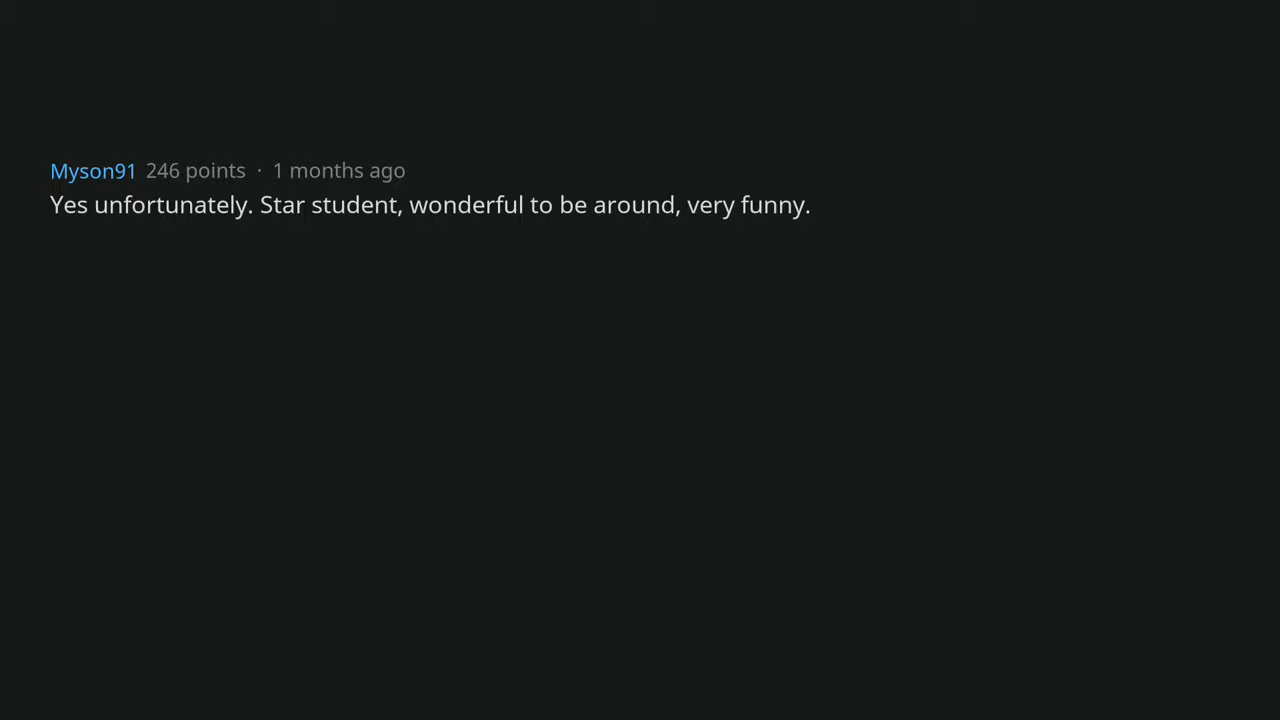 Myson91 246 points · 1 months ago
Yes unfortunately. Star student, wonderful to be around, very funny.